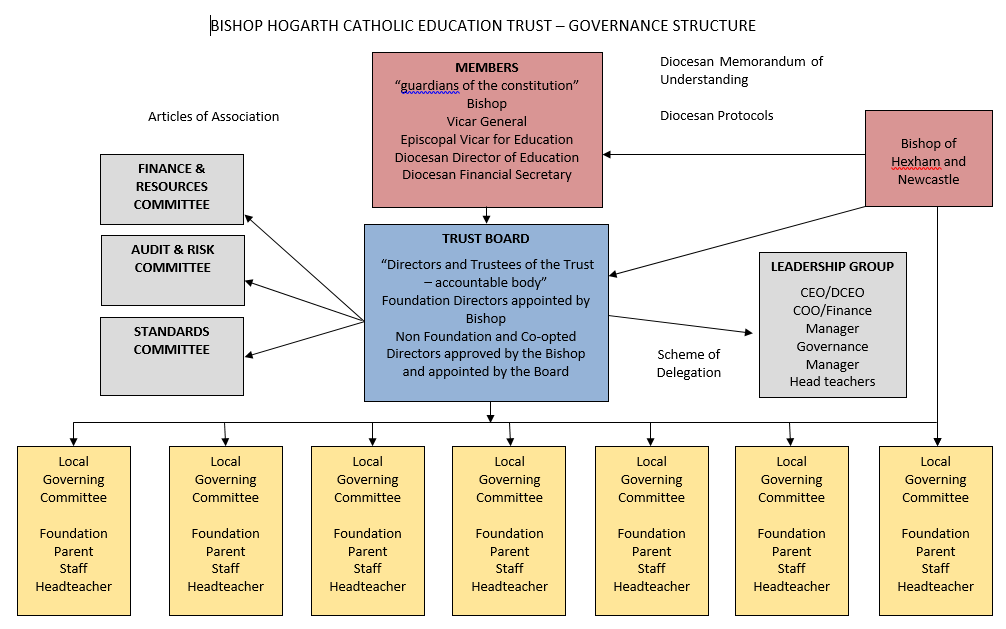 BISHOP HOGARTH CATHOLIC EDUCATION TRUST – GOVERNANCE STRUCTURE
MEMBERS
“guardians of the constitution”
Bishop
Vicar General
Episcopal Vicar for Education
Diocesan Director of Education
Diocesan Financial Secretary
Diocesan Memorandum of
Understanding
Diocesan Protocols
Articles of Association
Bishop of
Hexham and
Newcastle
FINANCE &
RESOURCES
COMMITTEE
AUDIT & RISK
COMMITTEE
STANDARDS
COMMITTEE
TRUST BOARD
“Directors and Trustees of the Trust
– accountable body”
Foundation Directors appointed by
Bishop
Non Foundation and Co-opted
Directors approved by the Bishop
and appointed by the Board
LEADERSHIP GROUP
CEO/DCEO
COO/Finance
Manager
Governance
Manager
Head teachers
Scheme of
Delegation
Local
Governing
Committee
Foundation
Parent
Staff
Headteacher
Local
Governing
Committee
Foundation
Parent
Staff
Headteacher
Local
Governing
Committee
Foundation
Parent
Staff
Headteacher
Local
Governing
Committee
Foundation
Parent
Staff
Headteacher
Local
Governing
Committee
Foundation
Parent
Staff
Headteacher
Local
Governing
Committee
Foundation
Parent
Staff
Headteacher
Local
Governing
Committee
Foundation
Parent
Staff
Headteacher